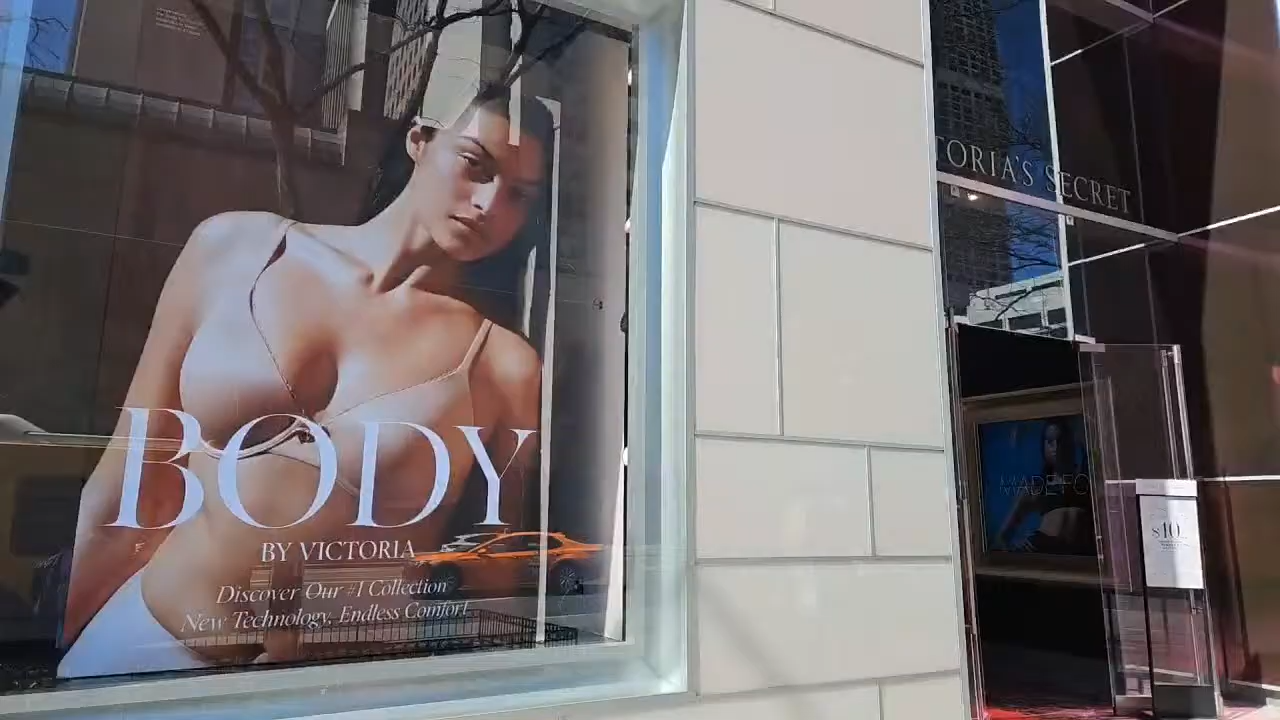 BODY
BY VICTORIA
Discover Our #1 Collection
New Technology, Endless Comfort
TORIA'S SECRET
MADE FO
$10